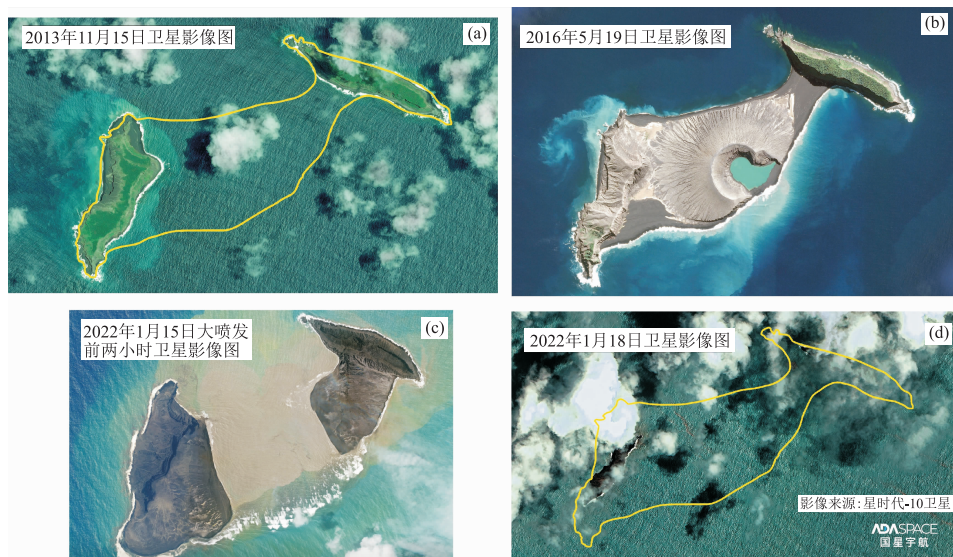 2013年11月15日卫星影像图
(a)
2016年5月19日卫星影像图
(b)
2022年1月15日大喷发
前两小时卫星影像图
(c)
2022年1月18日卫星影像图
(d)
影像来源:星时代-10卫星
ADASPACE
国星宇航